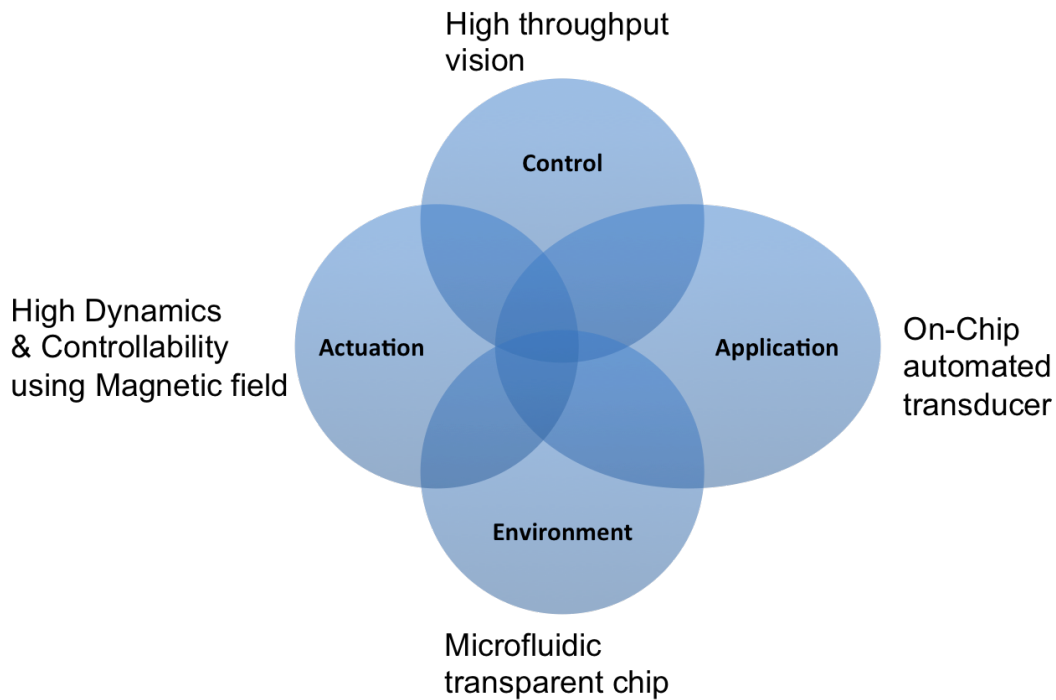 High throughput
vision
Control
High Dynamics
& Controllability
using Magnetic field
Actuation
Application
On-Chip
automated
transducer
Environment
Microfluidic
transparent chip